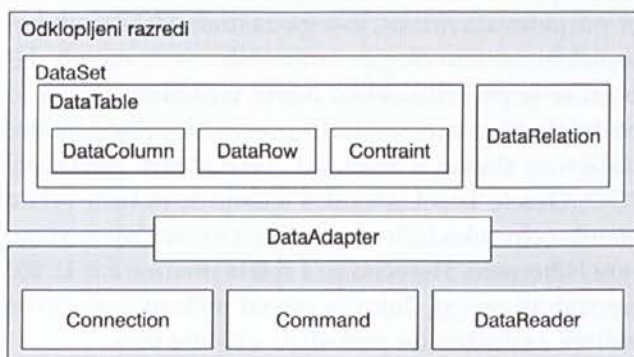 Odklopljeni razredi
DataSet
DataTable
DataColumn
DataRow
Contraint
DataRelation
DataAdapter
Connection
Command
DataReader